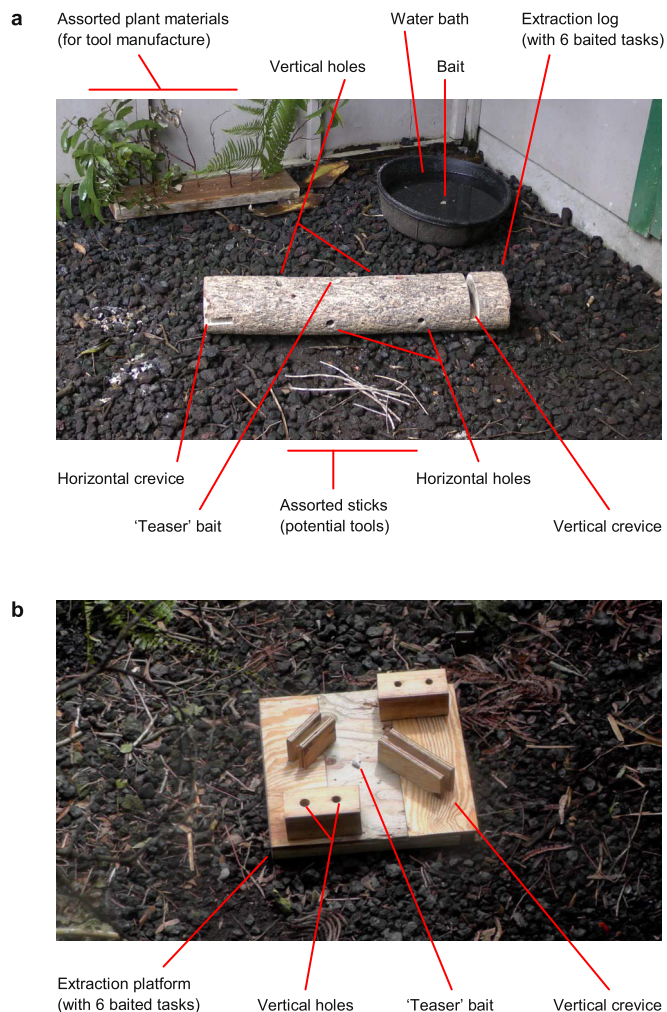 a
Assorted plant materials
(for tool manufacture)
Water bath
Extraction log
(with 6 baited tasks)
Vertical holes
Bait
Horizontal crevice
Horizontal holes
Assorted sticks
(potential tools)
‘Teaser’ bait
Vertical crevice
b
Extraction platform
(with 6 baited tasks)
Vertical holes
‘Teaser’ bait
Vertical crevice